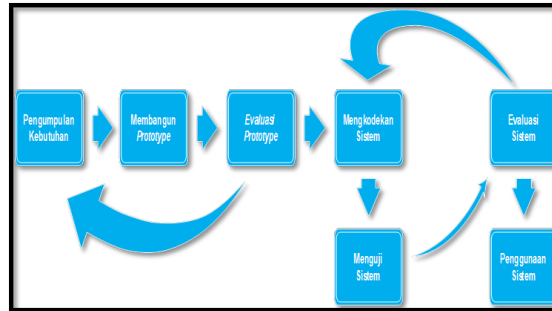 Pengumpulan
Kebutuhan
Membangun
Prototype
Evaluasi
Prototype
Mengkodekan
Sistem
Evaluasi
Sistem
Menguji
Sistem
Penggunaan
Sistem